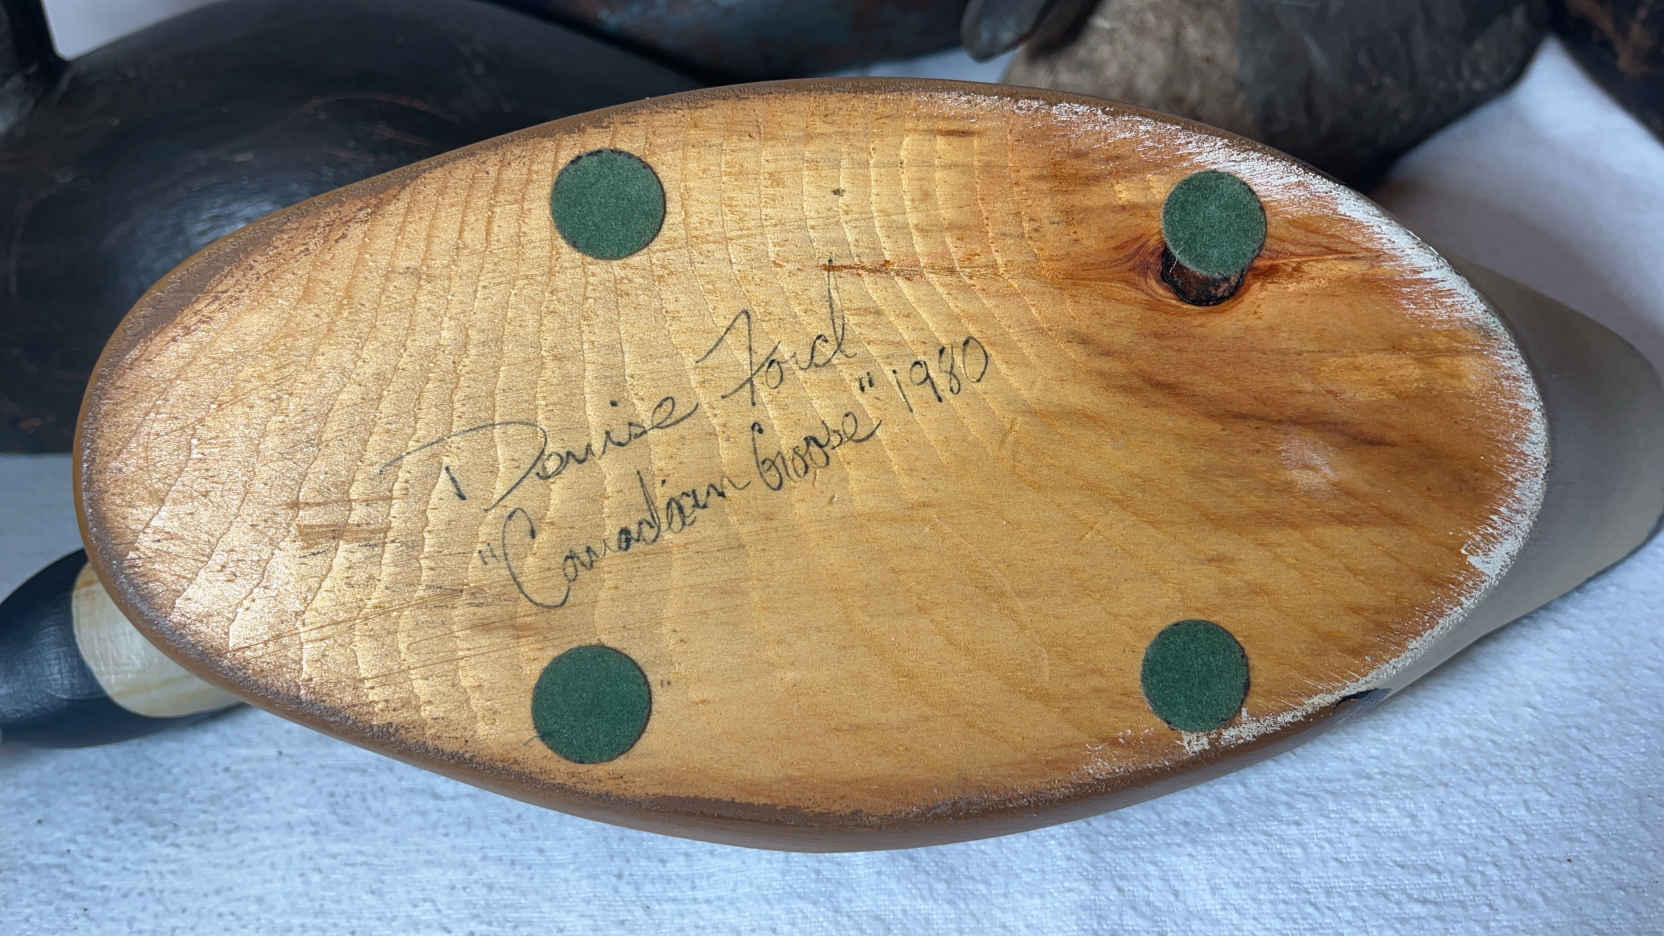 Denise Ford
"Canadian Goose" 1980